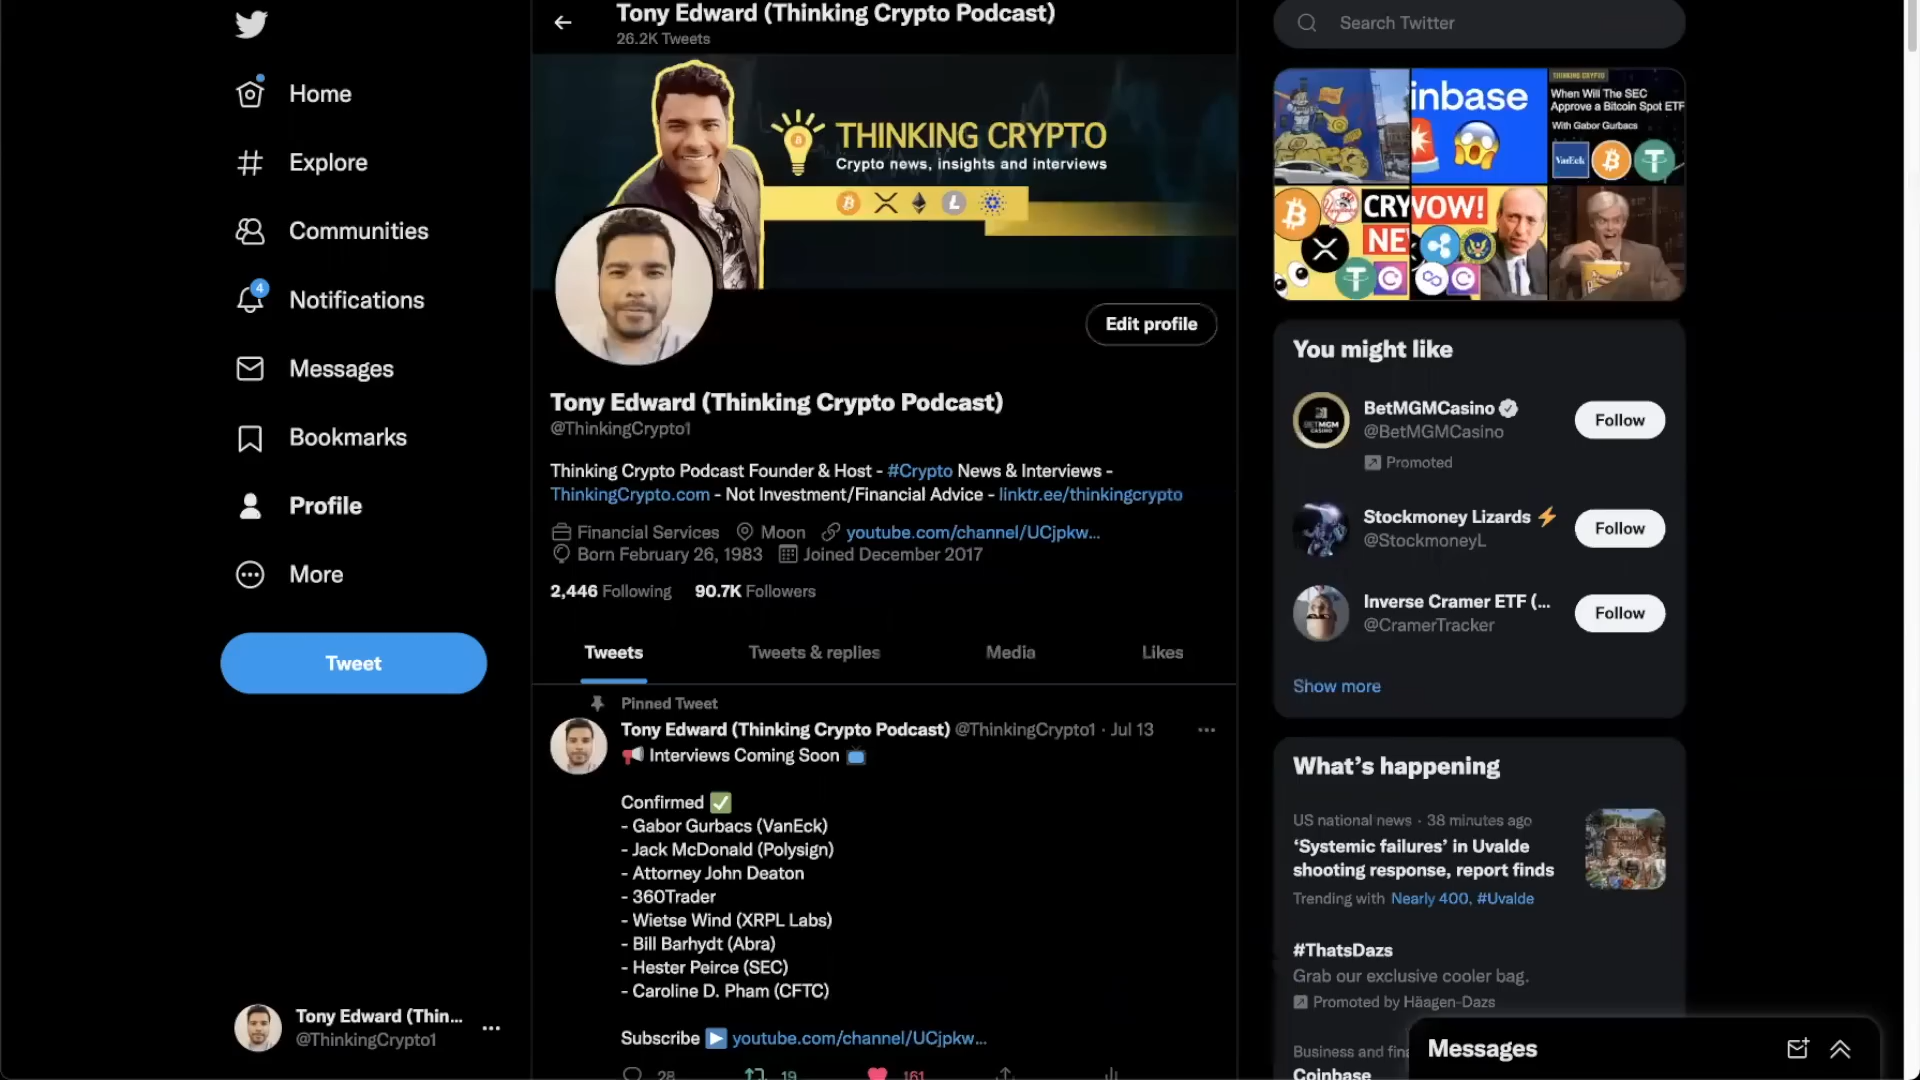 Home
Explore
Communities
4
Notifications
Messages
Bookmarks
Profile
More
Tweet
Tony Edward (Thin...
@ThinkingCrypto1
Tony Edward (Thinking Crypto Podcast)
26.2K Tweets
THINKING CRYPTO
Crypto news, insights and interviews
Edit profile
Tony Edward (Thinking Crypto Podcast)
@ThinkingCrypto1
Thinking Crypto Podcast Founder & Host - #Crypto News & Interviews -
ThinkingCrypto.com - Not Investment/Financial Advice - linktr.ee/thinkingcrypto
Financial Services Moon youtube.com/channel/UCjpkw...
Born February 26, 1983 Joined December 2017
2,446 Following 90.7K Followers
Tweets Tweets & replies Media Likes
Pinned Tweet
Tony Edward (Thinking Crypto Podcast) @ThinkingCrypto1 · Jul 13
Interviews Coming Soon
Confirmed
- Gabor Gurbacs (VanEck)
- Jack McDonald (Polysign)
- Attorney John Deaton
- 360Trader
- Wietse Wind (XRPL Labs)
- Bill Barhydt (Abra)
- Hester Peirce (SEC)
- Caroline D. Pham (CFTC)
Subscribe youtube.com/channel/UCjpkw...
28 19 161
Search Twitter
inbase
THINKING CRYPTO
When Will The SEC
Approve a Bitcoin Spot ETF
With Gabor Gurbacs
VanEck
CRY
NE
WOW!
You might like
BetMGMCasino
@BetMGMCasino
Promoted
Follow
BETMGM
CASINO
Stockmoney Lizards
@StockmoneyL
Follow
Inverse Cramer ETF (...
@CramerTracker
Follow
Show more
What's happening
US national news · 38 minutes ago
‘Systemic failures’ in Uvalde
shooting response, report finds
Trending with Nearly 400, #Uvalde
#ThatsDazs
Grab our exclusive cooler bag.
Promoted by Häagen-Dazs
Business and fina
Coinbase
Messages